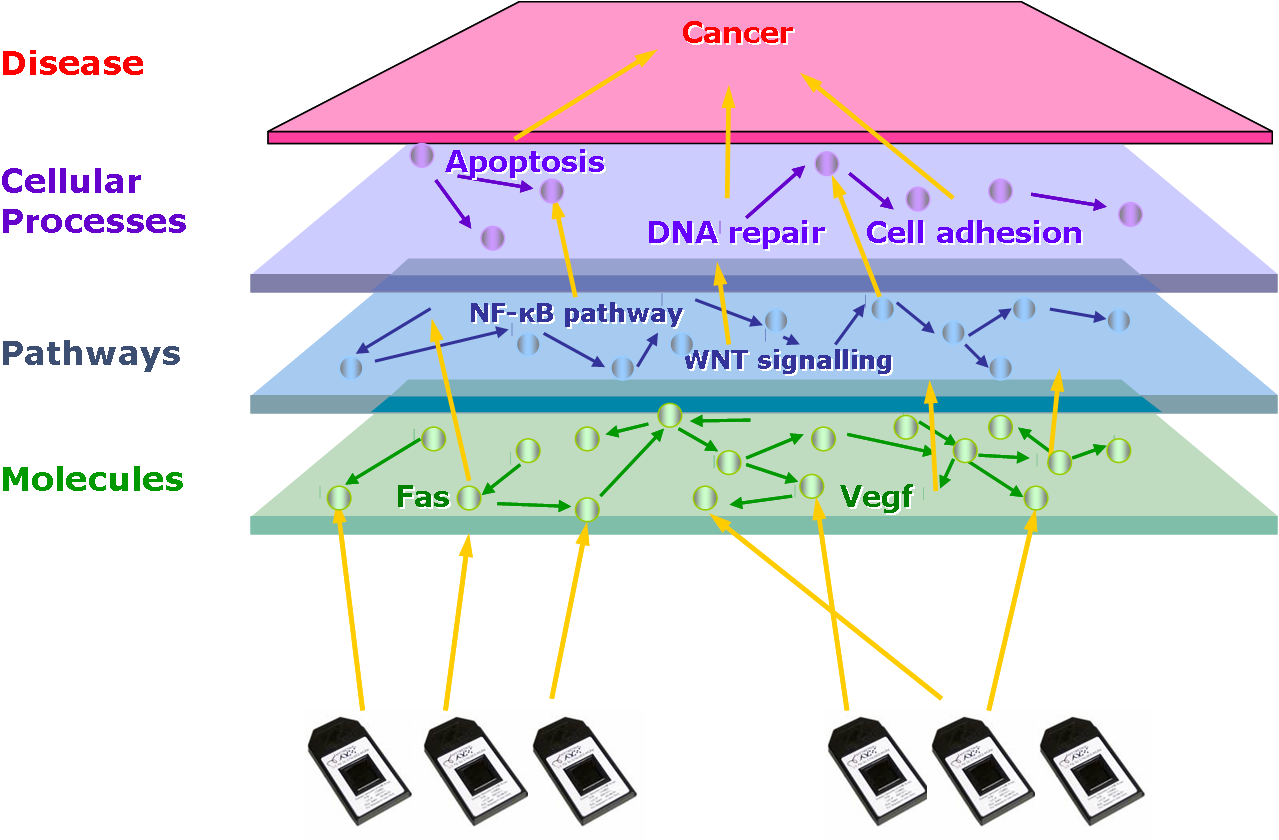 Disease
Cancer
Cellular
Processes
Apoptosis
DNA repair
Cell adhesion
Pathways
NF-κB pathway
WNT signalling
Molecules
Fas
Vegf